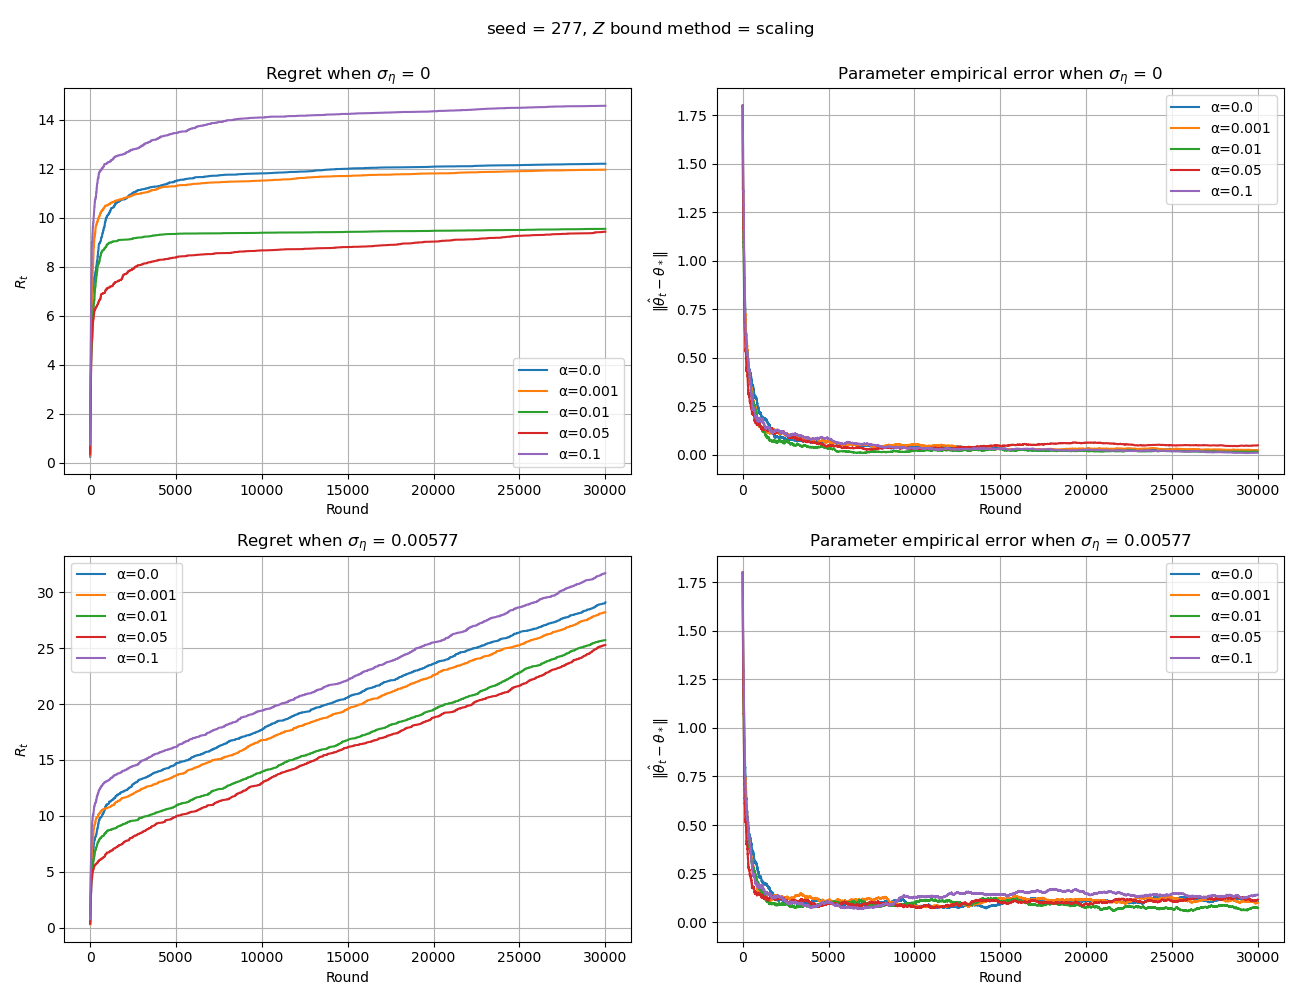 seed = 277, Z bound method = scaling
Regret when σ_η = 0
R_t
14
12
10
8
6
4
2
0
0 5000 10000 15000 20000 25000 30000
Round
α=0.0
α=0.001
α=0.01
α=0.05
α=0.1
Parameter empirical error when σ_η = 0
‖θ̂_t − θ_*‖
1.75
1.50
1.25
1.00
0.75
0.50
0.25
0.00
0 5000 10000 15000 20000 25000 30000
Round
α=0.0
α=0.001
α=0.01
α=0.05
α=0.1
Regret when σ_η = 0.00577
R_t
30
25
20
15
10
5
0
0 5000 10000 15000 20000 25000 30000
Round
α=0.0
α=0.001
α=0.01
α=0.05
α=0.1
Parameter empirical error when σ_η = 0.00577
‖θ̂_t − θ_*‖
1.75
1.50
1.25
1.00
0.75
0.50
0.25
0.00
0 5000 10000 15000 20000 25000 30000
Round
α=0.0
α=0.001
α=0.01
α=0.05
α=0.1